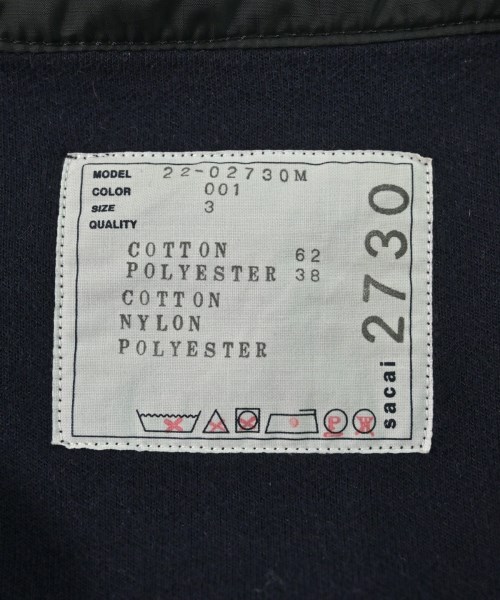 MODEL 22-02730M
COLOR 001
SIZE 3
QUALITY
COTTON 62
POLYESTER 38
COTTON
NYLON
POLYESTER
P W
sacai 2730